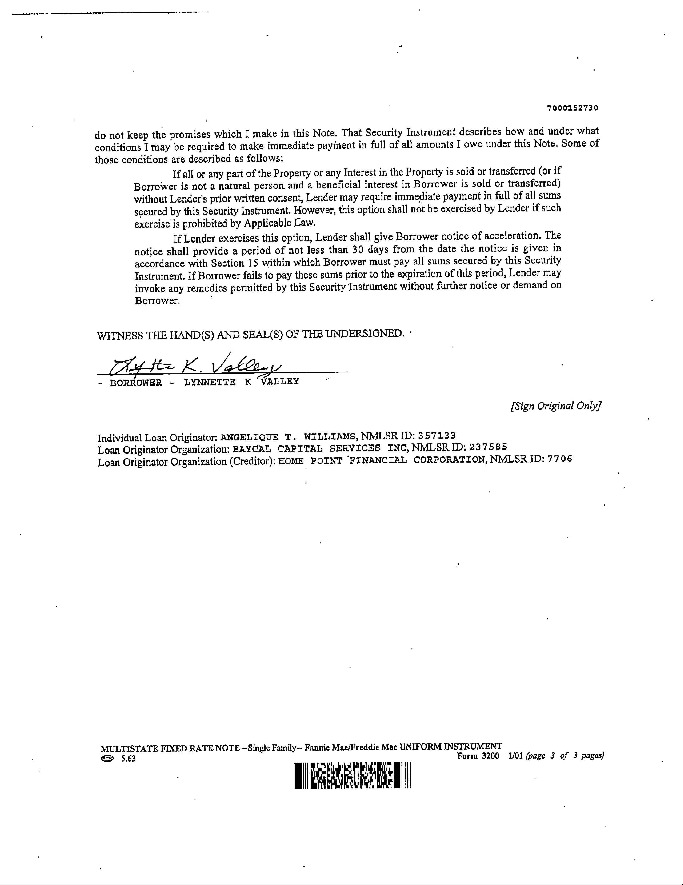 7000152730
do not keep the promises which I make in this Note. That Security Instrument describes how and under what
conditions I may be required to make immediate payment in full of all amounts I owe under this Note. Some of
those conditions are described as follows:
If all or any part of the Property or any Interest in the Property is sold or transferred (or if
Borrower is not a natural person and a beneficial interest in Borrower is sold or transferred)
without Lender's prior written consent, Lender may require immediate payment in full of all sums
secured by this Security Instrument. However, this option shall not be exercised by Lender if such
exercise is prohibited by Applicable Law.
If Lender exercises this option, Lender shall give Borrower notice of acceleration. The
notice shall provide a period of not less than 30 days from the date the notice is given in
accordance with Section 15 within which Borrower must pay all sums secured by this Security
Instrument. If Borrower fails to pay these sums prior to the expiration of this period, Lender may
invoke any remedies permitted by this Security Instrument without further notice or demand on
Borrower.
WITNESS THE HAND(S) AND SEAL(S) OF THE UNDERSIGNED.
K. Valley
- BORROWER - LYNNETTE K VALLEY
[Sign Original Only]
Individual Loan Originator: ANGELIQUE T. WILLIAMS, NMLSR ID: 357133
Loan Originator Organization: BAYCAL CAPITAL SERVICES INC, NMLSR ID: 237585
Loan Originator Organization (Creditor): HOME POINT FINANCIAL CORPORATION, NMLSR ID: 7706
MULTISTATE FIXED RATE NOTE -Single Family- Fannie Mae/Freddie Mac UNIFORM INSTRUMENT
5.63 Form 3200 1/01 (page 3 of 3 pages)